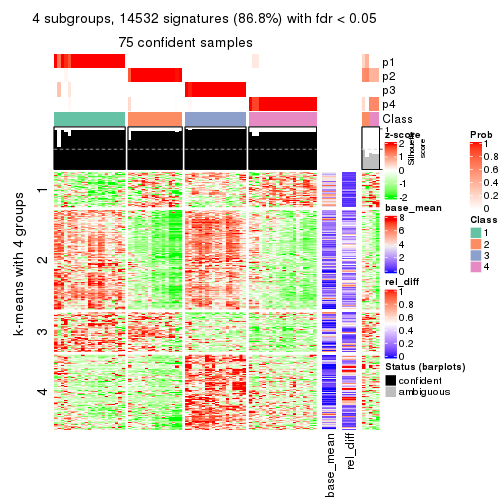 4 subgroups, 14532 signatures (86.8%) with fdr < 0.05
75 confident samples
p1
p2
p3
p4
Class
1
Silhouette
score
k-means with 4 groups
1
2
3
4
base_mean
rel_diff
z-score
2
1
0
-1
-2
base_mean
8
6
4
2
0
rel_diff
1
0.8
0.6
0.4
0.2
0
Status (barplots)
confident
ambiguous
Prob
1
0.8
0.6
0.4
0.2
0
Class
1
2
3
4